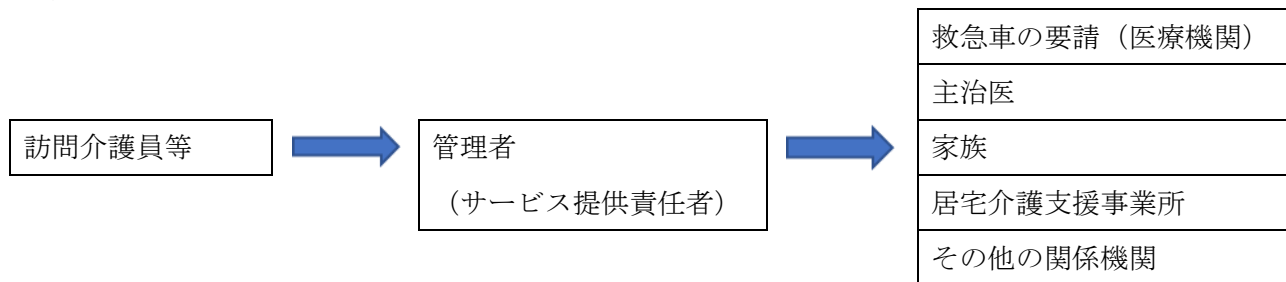 訪問介護員等
管理者
（サービス提供責任者）
救急車の要請（医療機関）
主治医
家族
居宅介護支援事業所
その他の関係機関